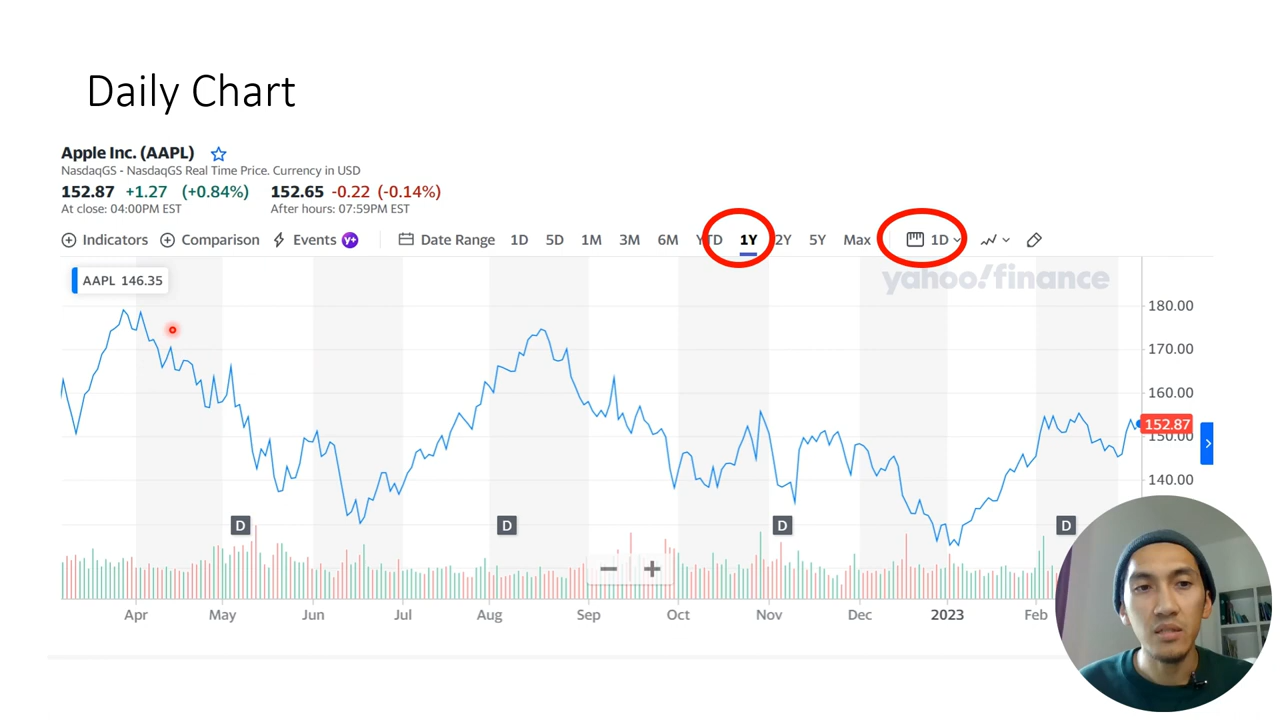 Daily Chart
Apple Inc. (AAPL)
NasdaqGS - NasdaqGS Real Time Price. Currency in USD
152.87 +1.27 (+0.84%) 152.65 -0.22 (-0.14%)
At close: 04:00PM EST After hours: 07:59PM EST
Indicators Comparison Events Y+ Date Range 1D 5D 1M 3M 6M YTD 1Y 2Y 5Y Max 1D
AAPL 146.35
yahoo!finance
180.00
170.00
160.00
152.87
150.00
140.00
D D D D
Apr May Jun Jul Aug Sep Oct Nov Dec 2023 Feb